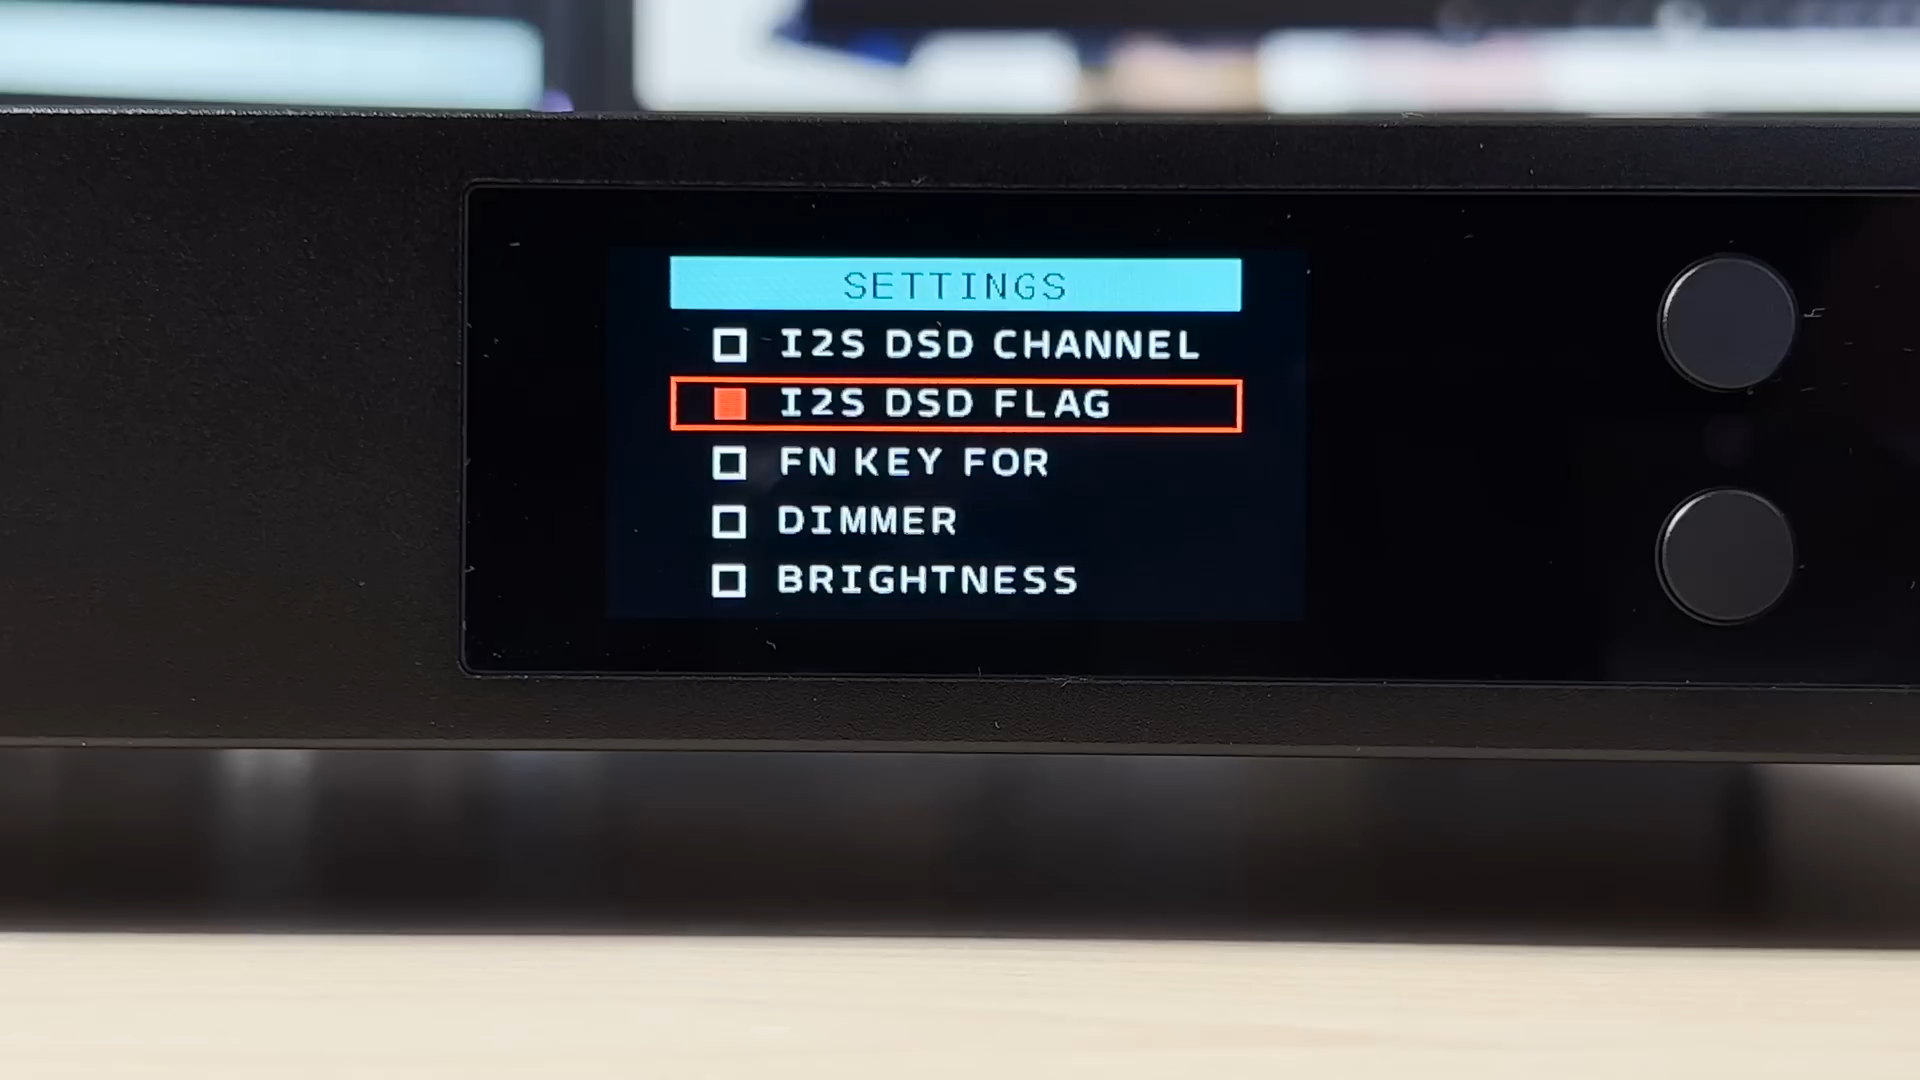 SETTINGS
I2S DSD CHANNEL
I2S DSD FLAG
FN KEY FOR
DIMMER
BRIGHTNESS